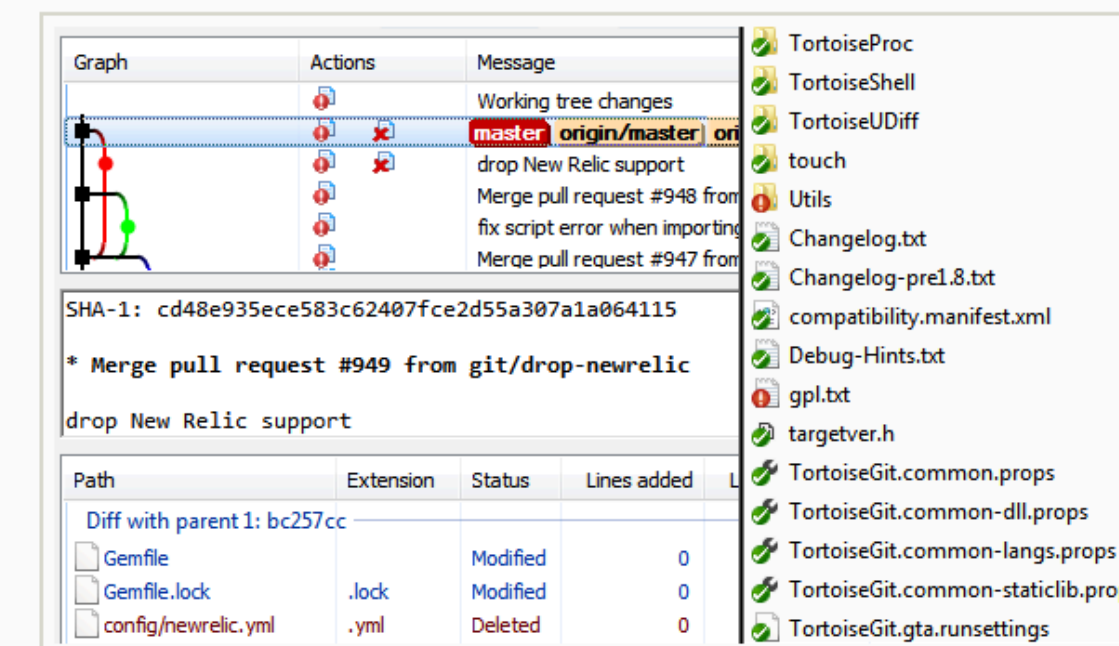 Graph Actions Message
Working tree changes
master origin/master ori
drop New Relic support
Merge pull request #948 from
fix script error when importing
Merge pull request #947 from
SHA-1: cd48e935ece583c62407fce2d55a307a1a064115
* Merge pull request #949 from git/drop-newrelic
drop New Relic support
Path Extension Status Lines added L
Diff with parent 1: bc257cc
Gemfile Modified 0
Gemfile.lock .lock Modified 0
config/newrelic.yml .yml Deleted 0
TortoiseProc
TortoiseShell
TortoiseUDiff
touch
Utils
Changelog.txt
Changelog-pre1.8.txt
compatibility.manifest.xml
Debug-Hints.txt
gpl.txt
targetver.h
TortoiseGit.common.props
TortoiseGit.common-dll.props
TortoiseGit.common-langs.props
TortoiseGit.common-staticlib.pro
TortoiseGit.gta.runsettings